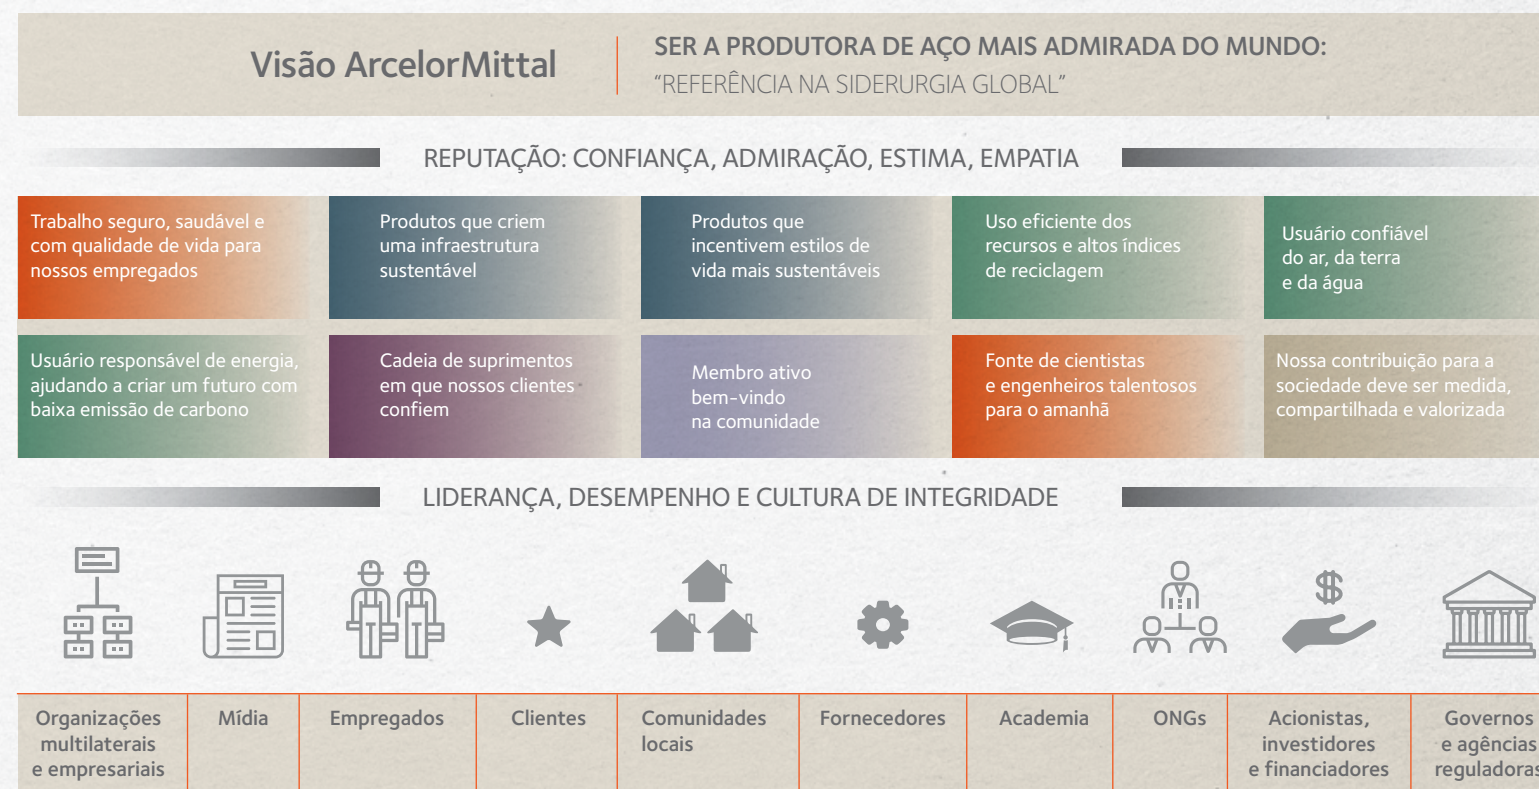 Visão ArcelorMittal
SER A PRODUTORA DE AÇO MAIS ADMIRADA DO MUNDO:
“REFERÊNCIA NA SIDERURGIA GLOBAL”
REPUTAÇÃO: CONFIANÇA, ADMIRAÇÃO, ESTIMA, EMPATIA
Trabalho seguro, saudável e
com qualidade de vida para
nossos empregados
Produtos que criem
uma infraestrutura
sustentável
Produtos que
incentivem estilos de
vida mais sustentáveis
Uso eficiente dos
recursos e altos índices
de reciclagem
Usuário confiável
do ar, da terra
e da água
Usuário responsável de energia,
ajudando a criar um futuro com
baixa emissão de carbono
Cadeia de suprimentos
em que nossos clientes
confiem
Membro ativo
bem-vindo
na comunidade
Fonte de cientistas
e engenheiros talentosos
para o amanhã
Nossa contribuição para a
sociedade deve ser medida,
compartilhada e valorizada
LIDERANÇA, DESEMPENHO E CULTURA DE INTEGRIDADE
$
Organizações
multilaterais
e empresariais
Mídia
Empregados
Clientes
Comunidades
locais
Fornecedores
Academia
ONGs
Acionistas,
investidores
e financiadores
Governos
e agências
reguladoras